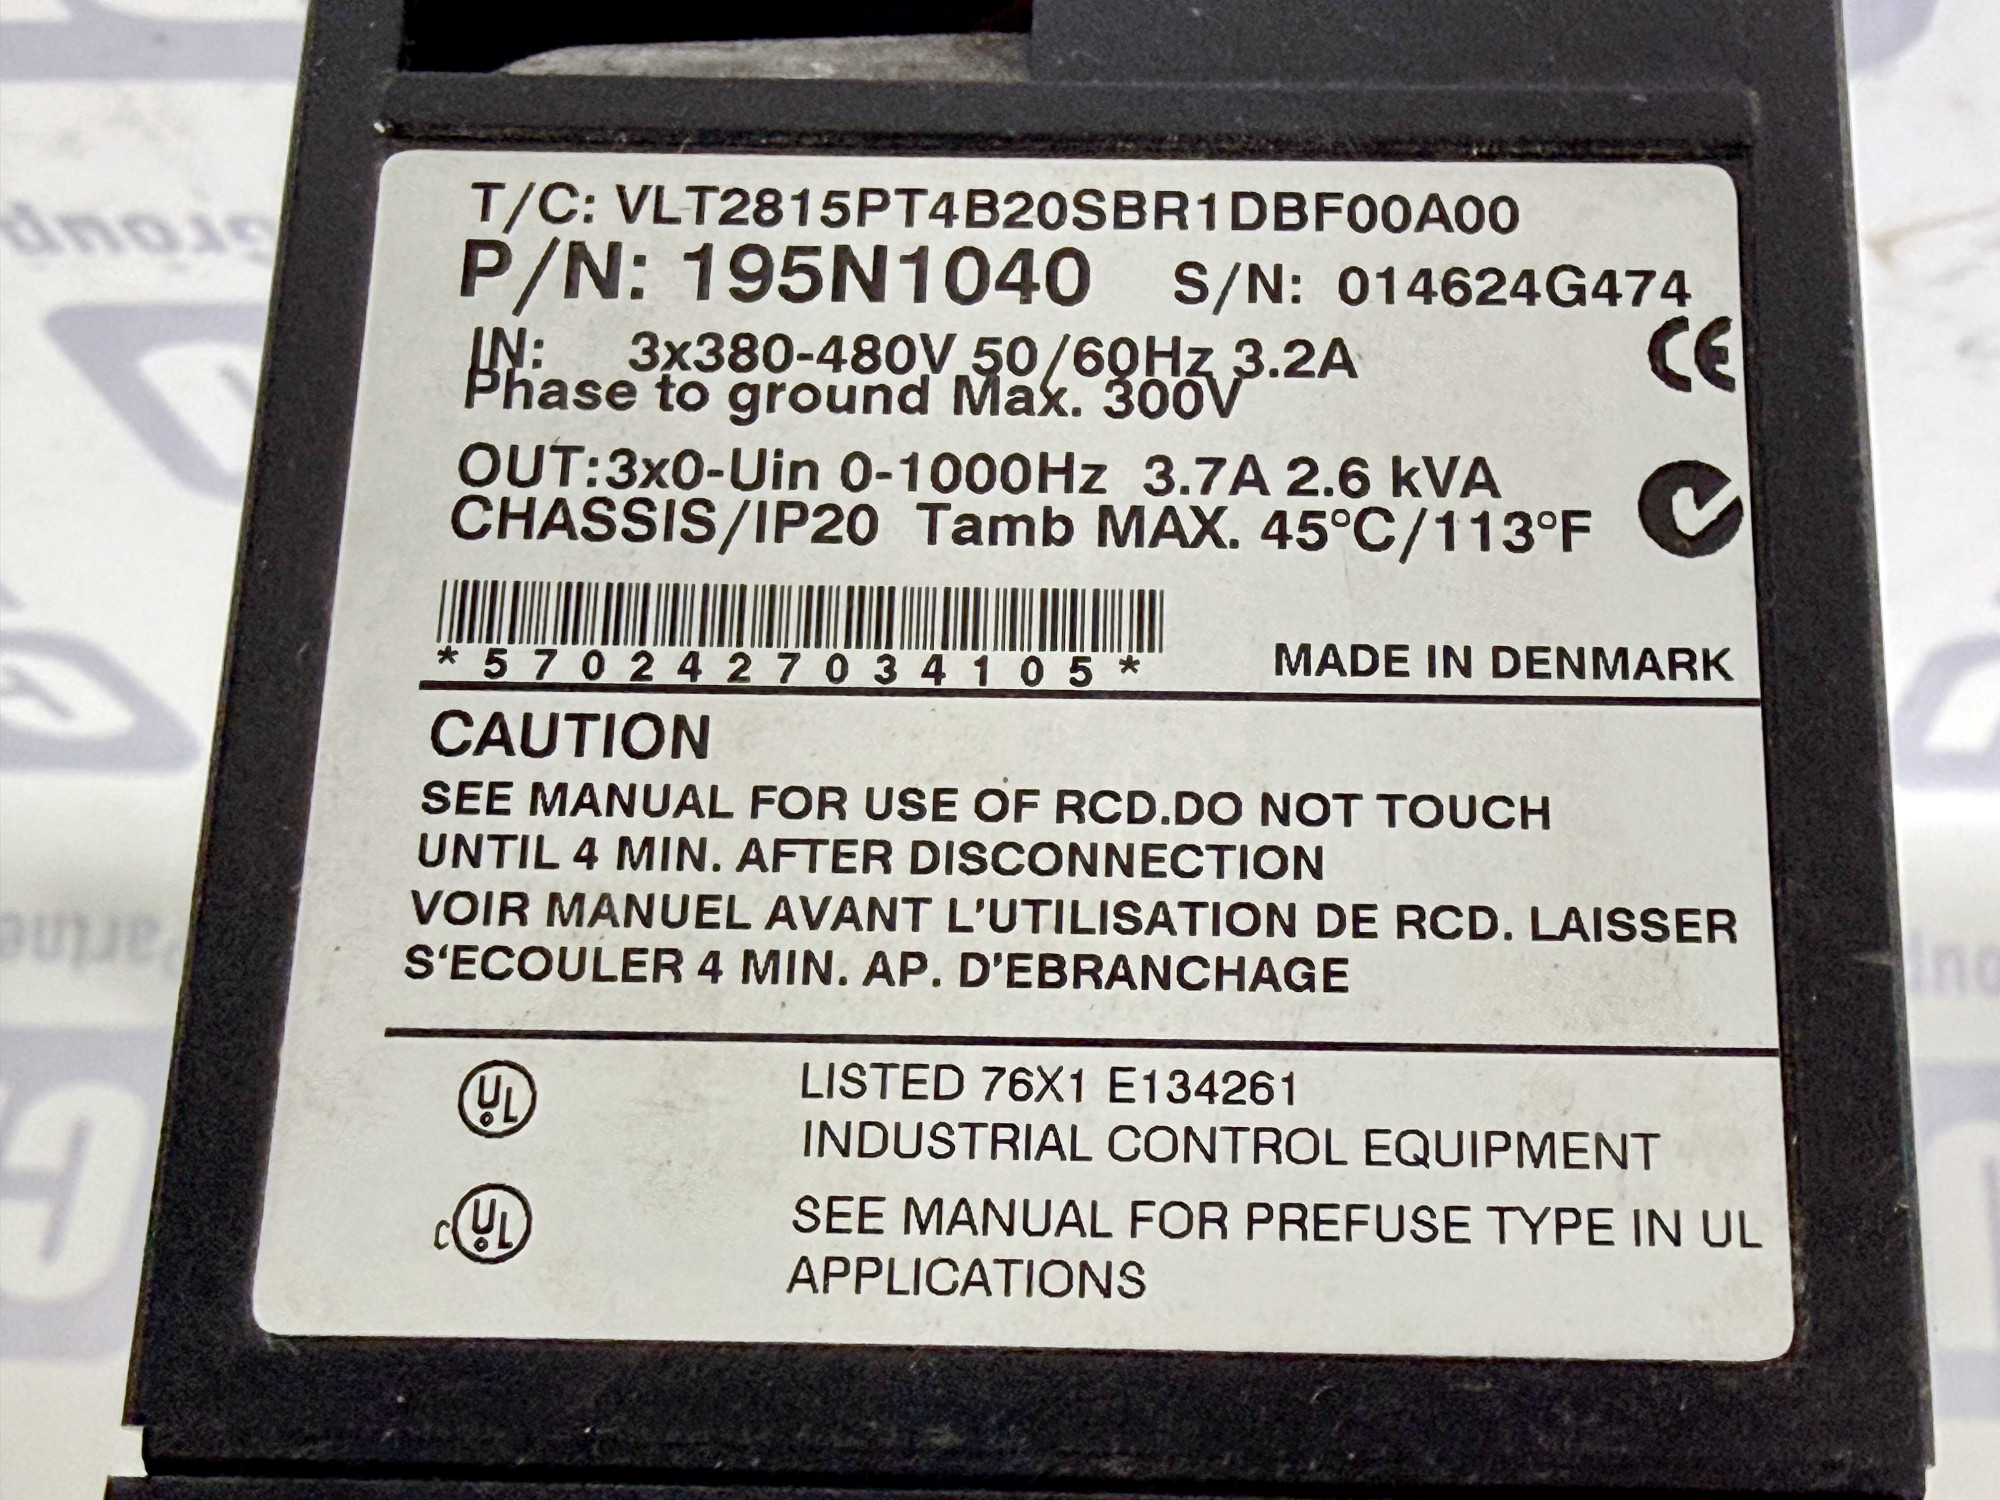 T/C: VLT2815PT4B20SBR1DBF00A00
P/N: 195N1040 S/N: 014624G474
IN: 3x380-480V 50/60Hz 3.2A
Phase to ground Max. 300V
CE
OUT:3x0-Uin 0-1000Hz 3.7A 2.6 kVA
CHASSIS/IP20 Tamb MAX. 45°C/113°F
*5702427034105*
MADE IN DENMARK
CAUTION
SEE MANUAL FOR USE OF RCD.DO NOT TOUCH
UNTIL 4 MIN. AFTER DISCONNECTION
VOIR MANUEL AVANT L'UTILISATION DE RCD. LAISSER
S'ECOULER 4 MIN. AP. D'EBRANCHAGE
UL LISTED 76X1 E134261
INDUSTRIAL CONTROL EQUIPMENT
cUL SEE MANUAL FOR PREFUSE TYPE IN UL
APPLICATIONS